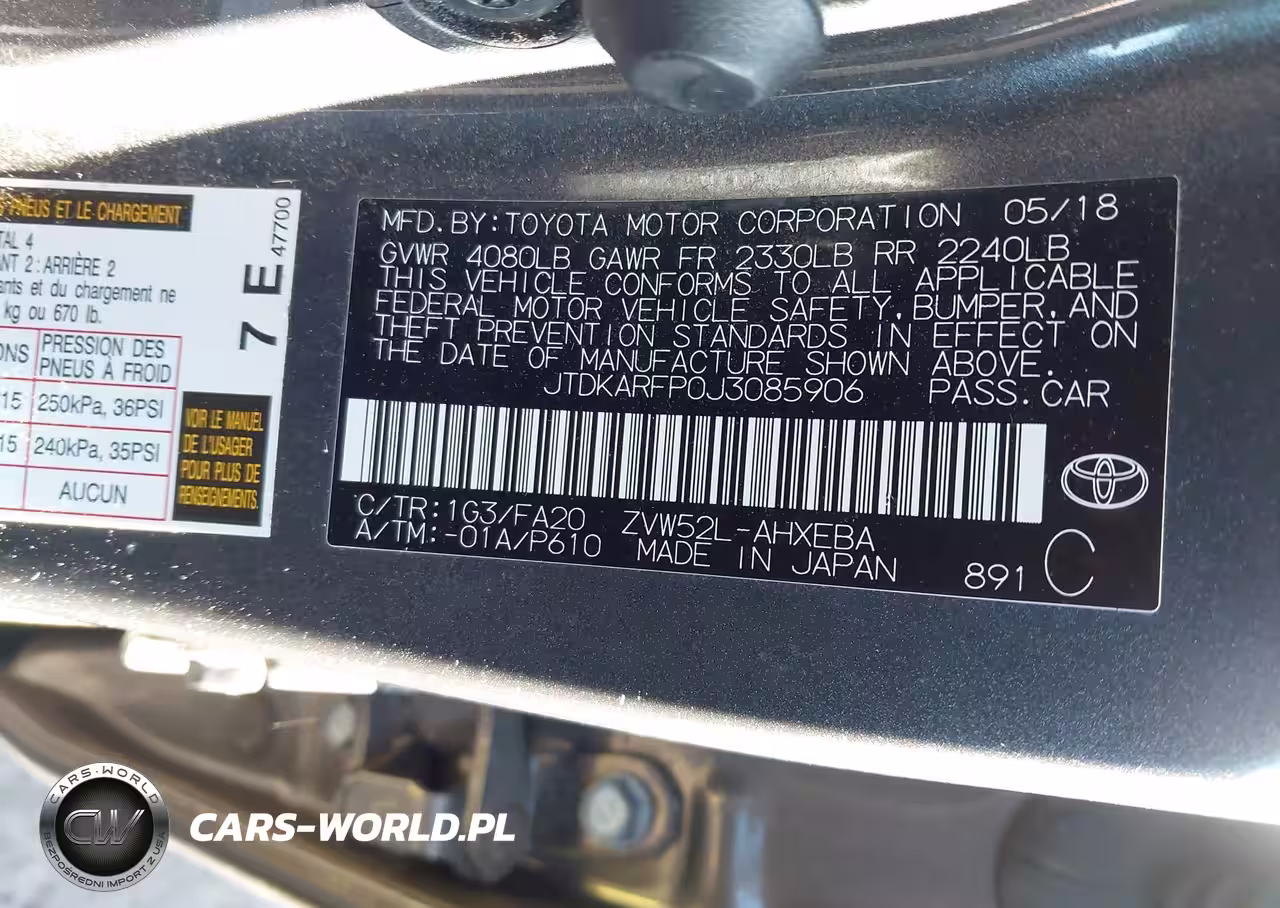 S PNEUS ET LE CHARGEMENT
TAL 4
ANT 2 : ARRIÈRE 2
ants et du chargement ne
kg ou 670 lb.
ONS
PRESSION DES
PNEUS À FROID
15
250kPa, 36PSI
15
240kPa, 35PSI
AUCUN
7 E
47700
VOIR LE MANUEL
DE L'USAGER
POUR PLUS DE
RENSEIGNEMENTS.
MFD. BY: TOYOTA MOTOR CORPORATION 05/18
GVWR 4080LB GAWR FR 2330LB RR 2240LB
THIS VEHICLE CONFORMS TO ALL APPLICABLE
FEDERAL MOTOR VEHICLE SAFETY, BUMPER, AND
THEFT PREVENTION STANDARDS IN EFFECT ON
THE DATE OF MANUFACTURE SHOWN ABOVE.
JTDKARFP0J3085906 PASS. CAR
C/TR: 1G3/FA20 ZVW52L-AHXEBA
A/TM: -01A/P610 MADE IN JAPAN
891 C
CARS-WORLD
CW
BEZPOŚREDNI IMPORT Z USA
CARS-WORLD.PL